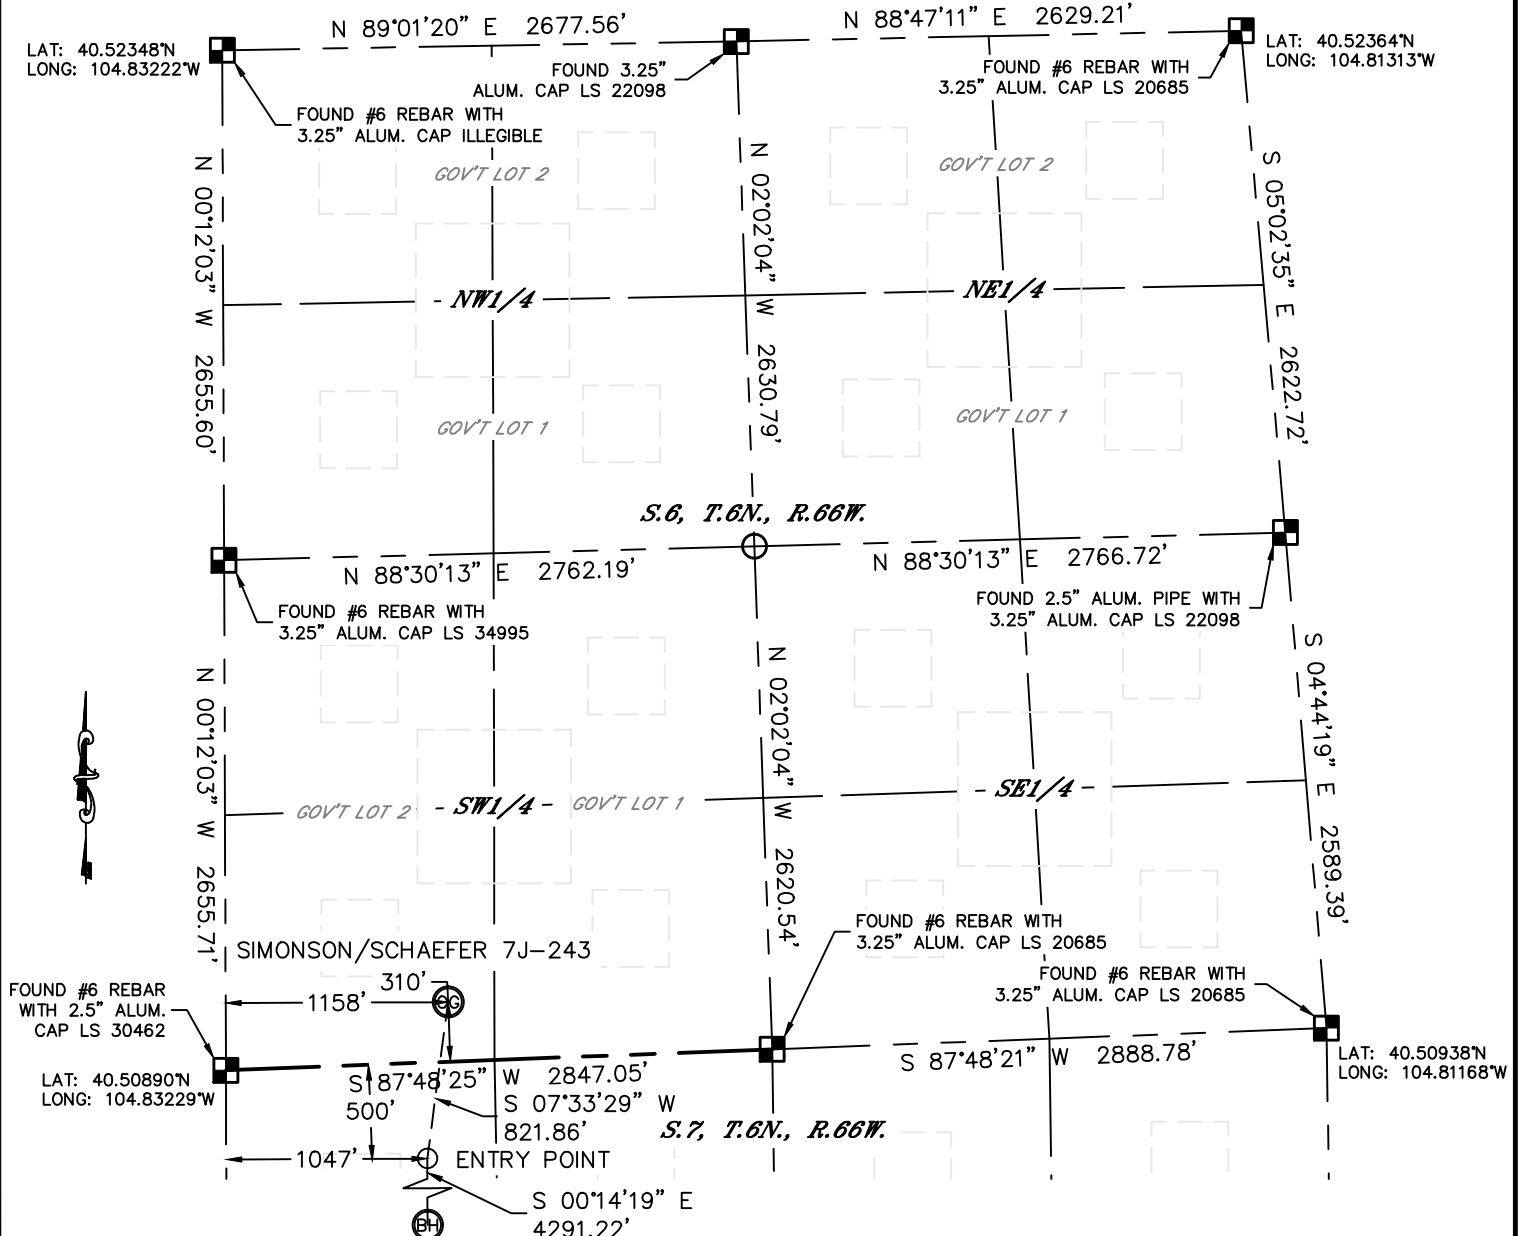 N 89°01'20" E 2677.56'
N 88°47'11" E 2629.21'
LAT: 40.52348°N
LONG: 104.83222°W
LAT: 40.52364°N
LONG: 104.81313°W
FOUND 3.25"
ALUM. CAP LS 22098
FOUND #6 REBAR WITH
3.25" ALUM. CAP LS 20685
FOUND #6 REBAR WITH
3.25" ALUM. CAP ILLEGIBLE
GOV'T LOT 2
GOV'T LOT 2
N 00°12'03" W 2655.60'
N 02°02'04" W 2630.79'
S 05°02'35" E 2622.72'
NW1/4
NE1/4
GOV'T LOT 1
GOV'T LOT 1
S.6, T.6N., R.66W.
N 88°30'13" E 2762.19'
N 88°30'13" E 2766.72'
FOUND #6 REBAR WITH
3.25" ALUM. CAP LS 34995
FOUND 2.5" ALUM. PIPE WITH
3.25" ALUM. CAP LS 22098
N 00°12'03" W 2655.71'
N 02°02'04" W 2620.54'
S 04°44'19" E 2589.39'
GOV'T LOT 2
SW1/4
GOV'T LOT 1
SE1/4
SIMONSON/SCHAEFER 7J-243
FOUND #6 REBAR WITH
3.25" ALUM. CAP LS 20685
FOUND #6 REBAR WITH
3.25" ALUM. CAP LS 20685
310'
1158'
OG
FOUND #6 REBAR
WITH 2.5" ALUM.
CAP LS 30462
S 87°48'25" W 2847.05'
S 87°48'21" W 2888.78'
LAT: 40.50890°N
LONG: 104.83229°W
LAT: 40.50938°N
LONG: 104.81168°W
500'
S 07°33'29" W
821.86'
S.7, T.6N., R.66W.
1047'
ENTRY POINT
S 00°14'19" E
4291.22'
BH